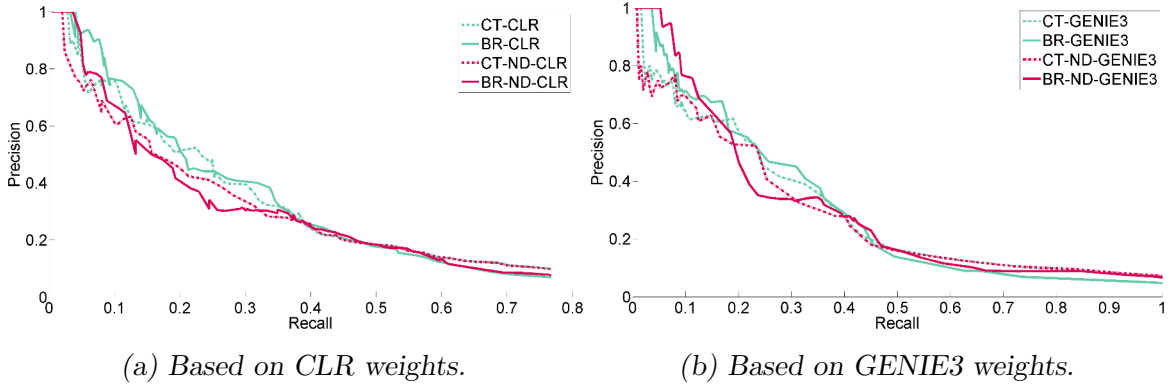 1
0.8
0.6
0.4
0.2
0
Precision
0
0.1
0.2
0.3
0.4
0.5
0.6
0.7
0.8
Recall
CT-CLR
BR-CLR
CT-ND-CLR
BR-ND-CLR
(a) Based on CLR weights.
1
0.8
0.6
0.4
0.2
0
Precision
0
0.1
0.2
0.3
0.4
0.5
0.6
0.7
0.8
0.9
1
Recall
CT-GENIE3
BR-GENIE3
CT-ND-GENIE3
BR-ND-GENIE3
(b) Based on GENIE3 weights.